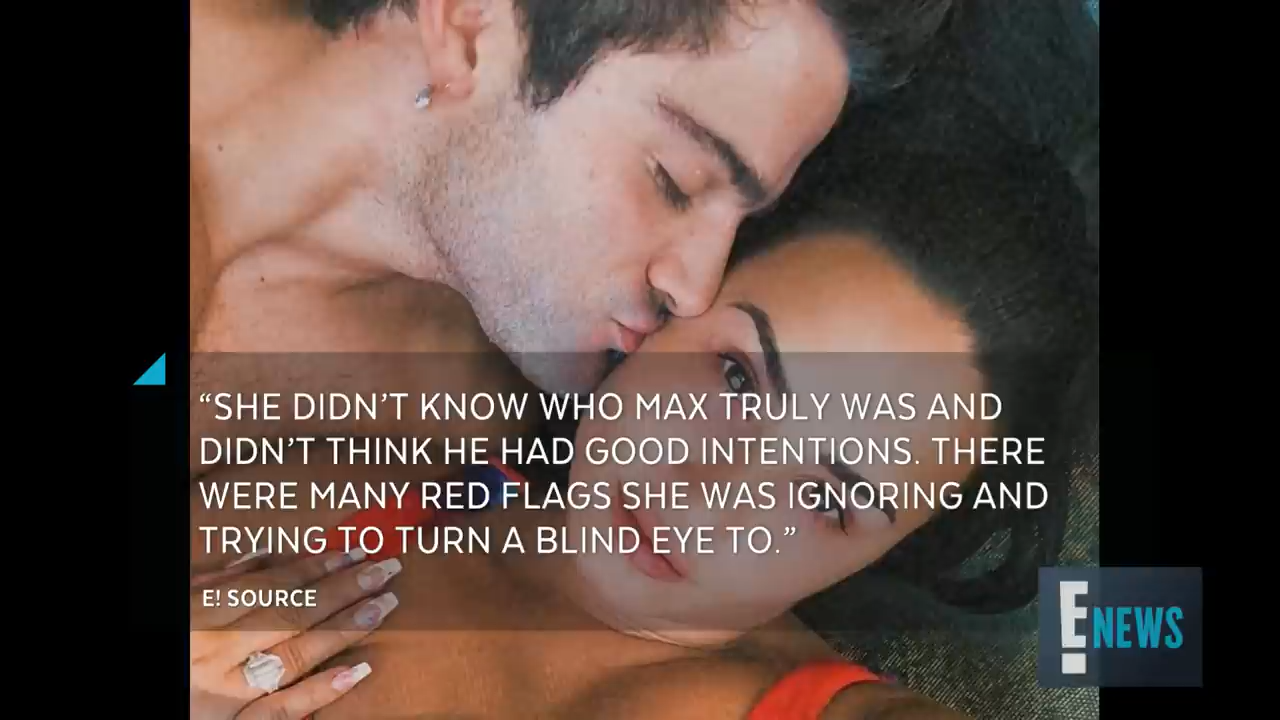 “SHE DIDN’T KNOW WHO MAX TRULY WAS AND
DIDN’T THINK HE HAD GOOD INTENTIONS. THERE
WERE MANY RED FLAGS SHE WAS IGNORING AND
TRYING TO TURN A BLIND EYE TO.”
E! SOURCE
E! NEWS